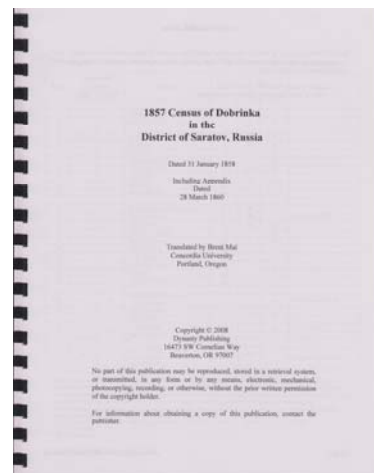 1857 Census of Dobrinka
in the
District of Saratov, Russia
Dated 31 January 1858
Including Appendix
Dated
28 March 1860
Translated by Brent Mai
Concordia University
Portland, Oregon
Copyright © 2008
Dynasty Publishing
16473 SW Cornelian Way
Beaverton, OR 97007
No part of this publication may be reproduced, stored in a retrieval system,
or transmitted, in any form or by any means, electronic, mechanical,
photocopying, recording, or otherwise, without the prior written permission
of the copyright holder.
For information about obtaining a copy of this publication, contact the
publisher.